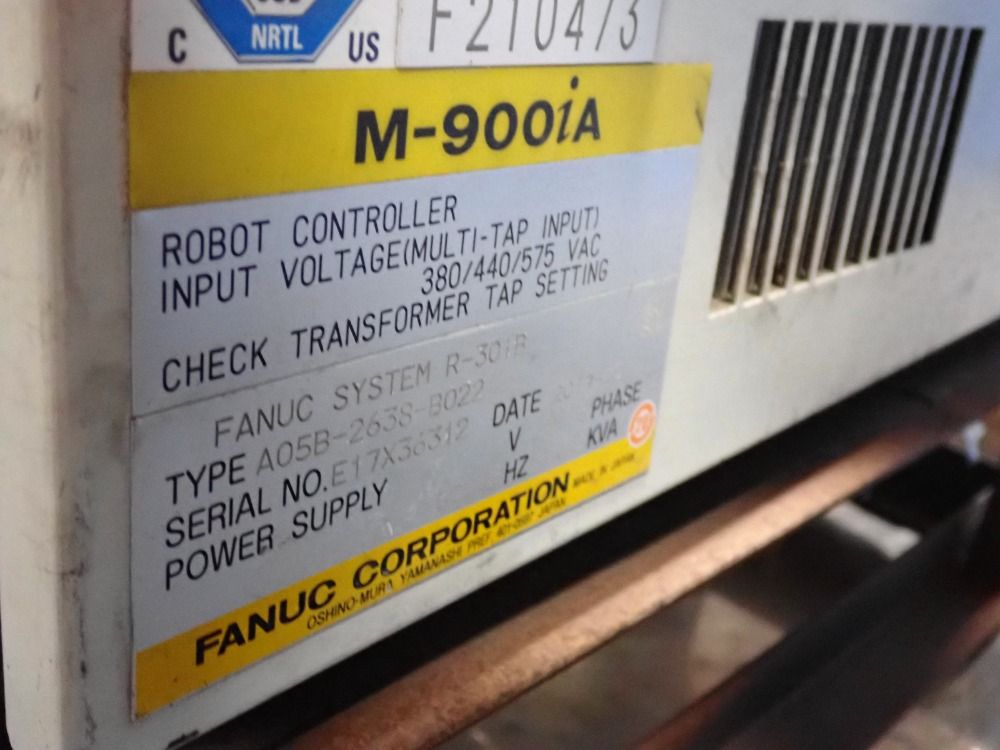 NRTL
C US
F210473
M-900iA
ROBOT CONTROLLER
INPUT VOLTAGE(MULTI-TAP INPUT)
380/440/575 VAC
CHECK TRANSFORMER TAP SETTING
FANUC SYSTEM R-30iB
TYPE A05B-2638-B022
SERIAL NO.E17X36312 DATE
POWER SUPPLY V PHASE
HZ KVA
FANUC CORPORATION MADE IN JAPAN
OSHINO-MURA YAMANASHI PREF. 401-0597 JAPAN